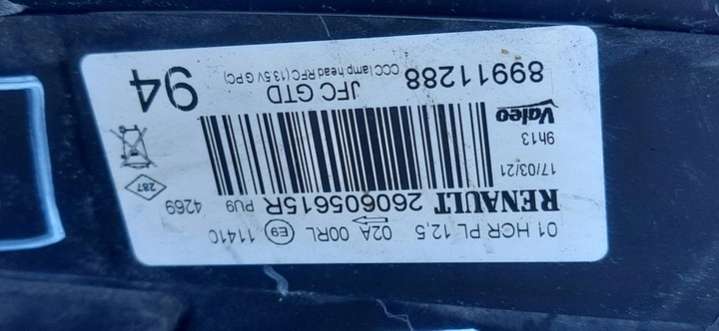 01 HCR PL 12,5 02A 00RL E9 11410
RENAULT 260605615R PU9 4269
17/03/21
9h13
287
Valeo
JFC GTD
89911288
CCC lamp head RFC (13.5V G PC)
94